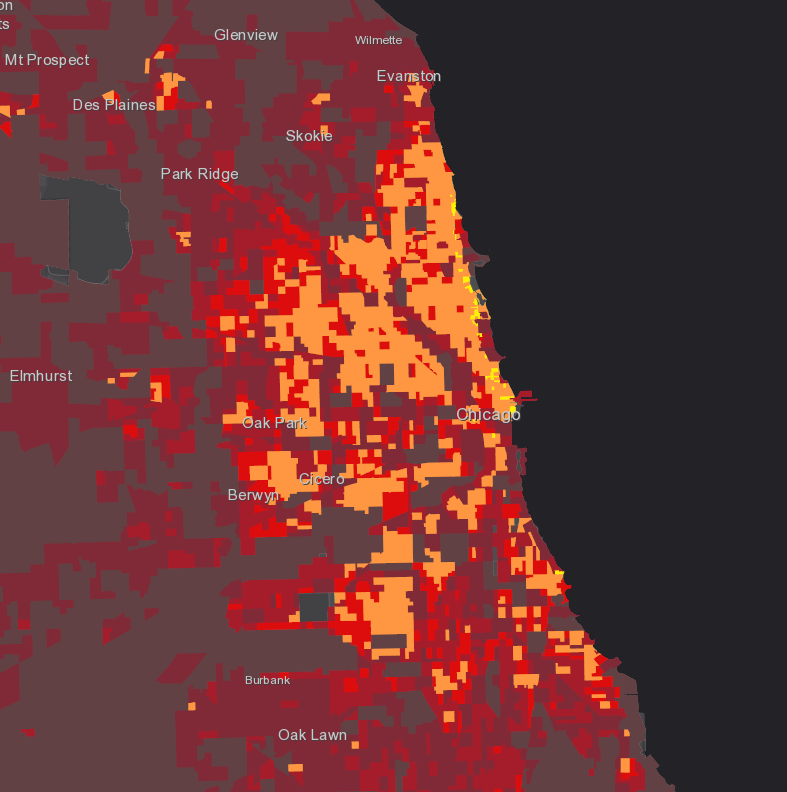 Glenview
Wilmette
Mt Prospect
Evanston
Des Plaines
Skokie
Park Ridge
Elmhurst
Chicago
Oak Park
Cicero
Berwyn
Burbank
Oak Lawn